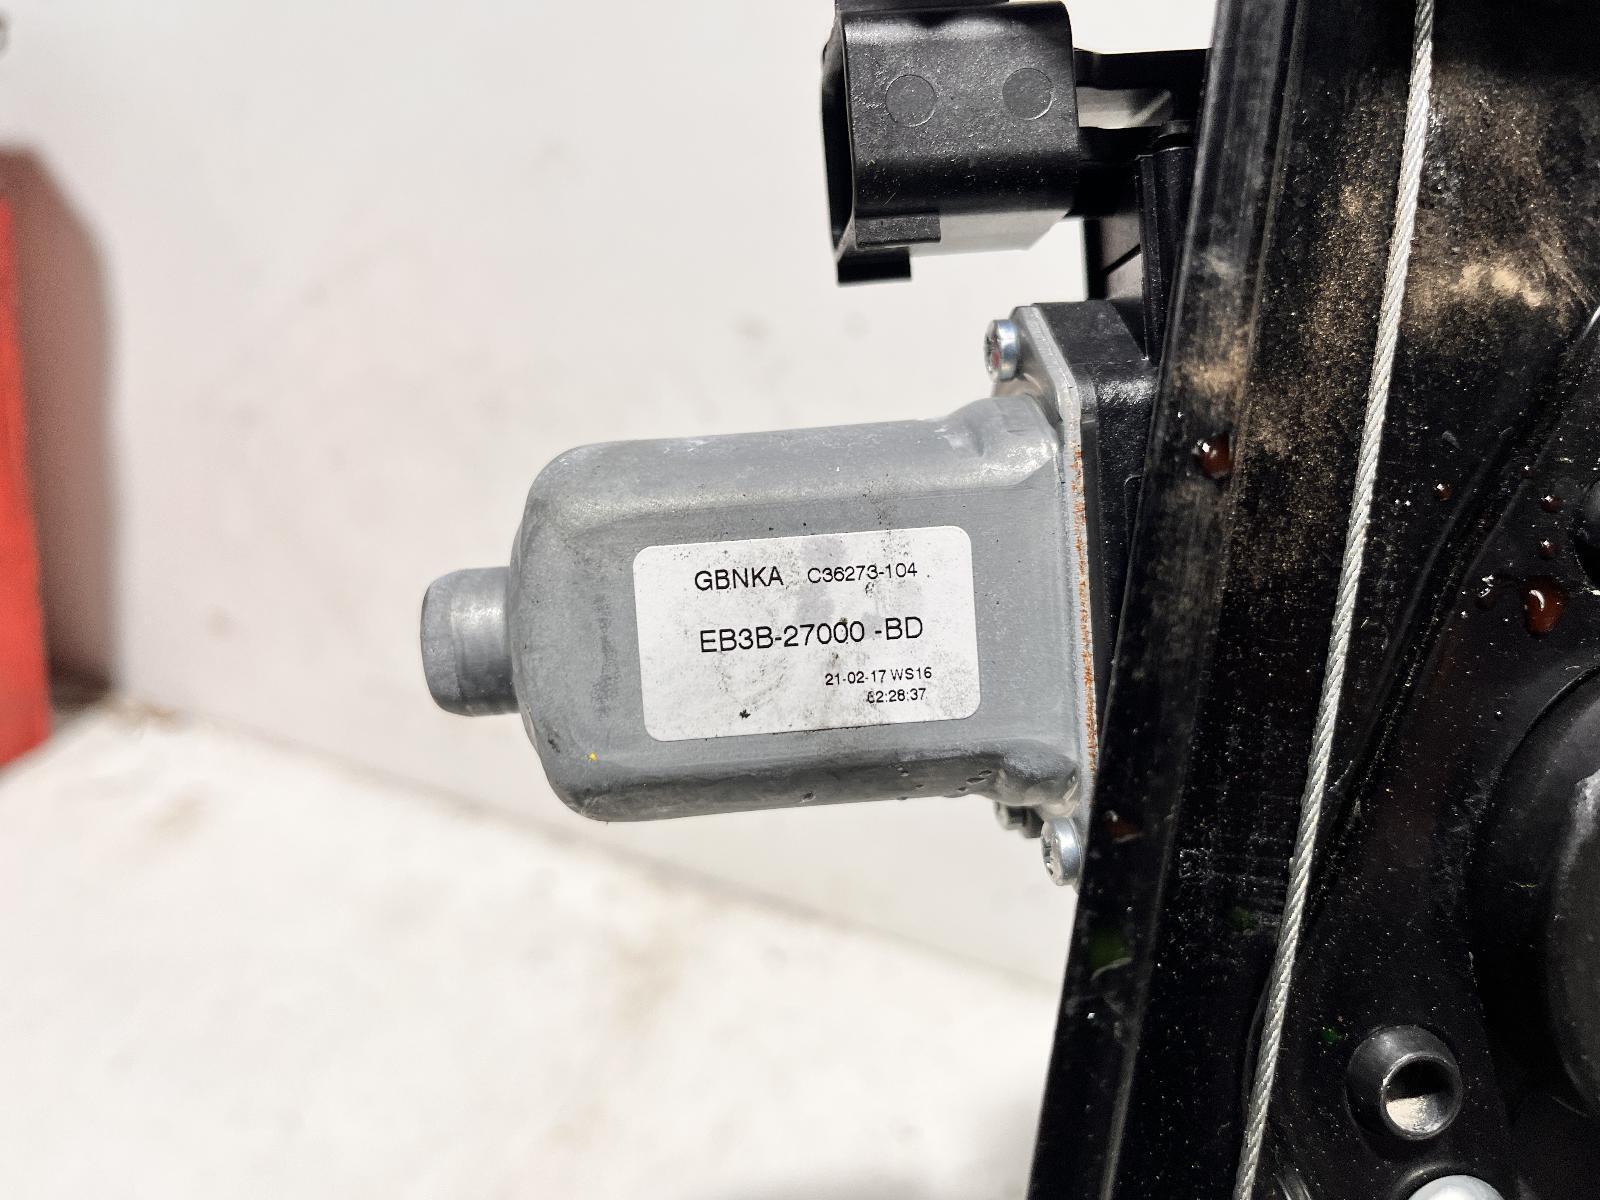 GBNKA C36273-104
EB3B-27000 -BD
21-02-17 WS16
02:28:37